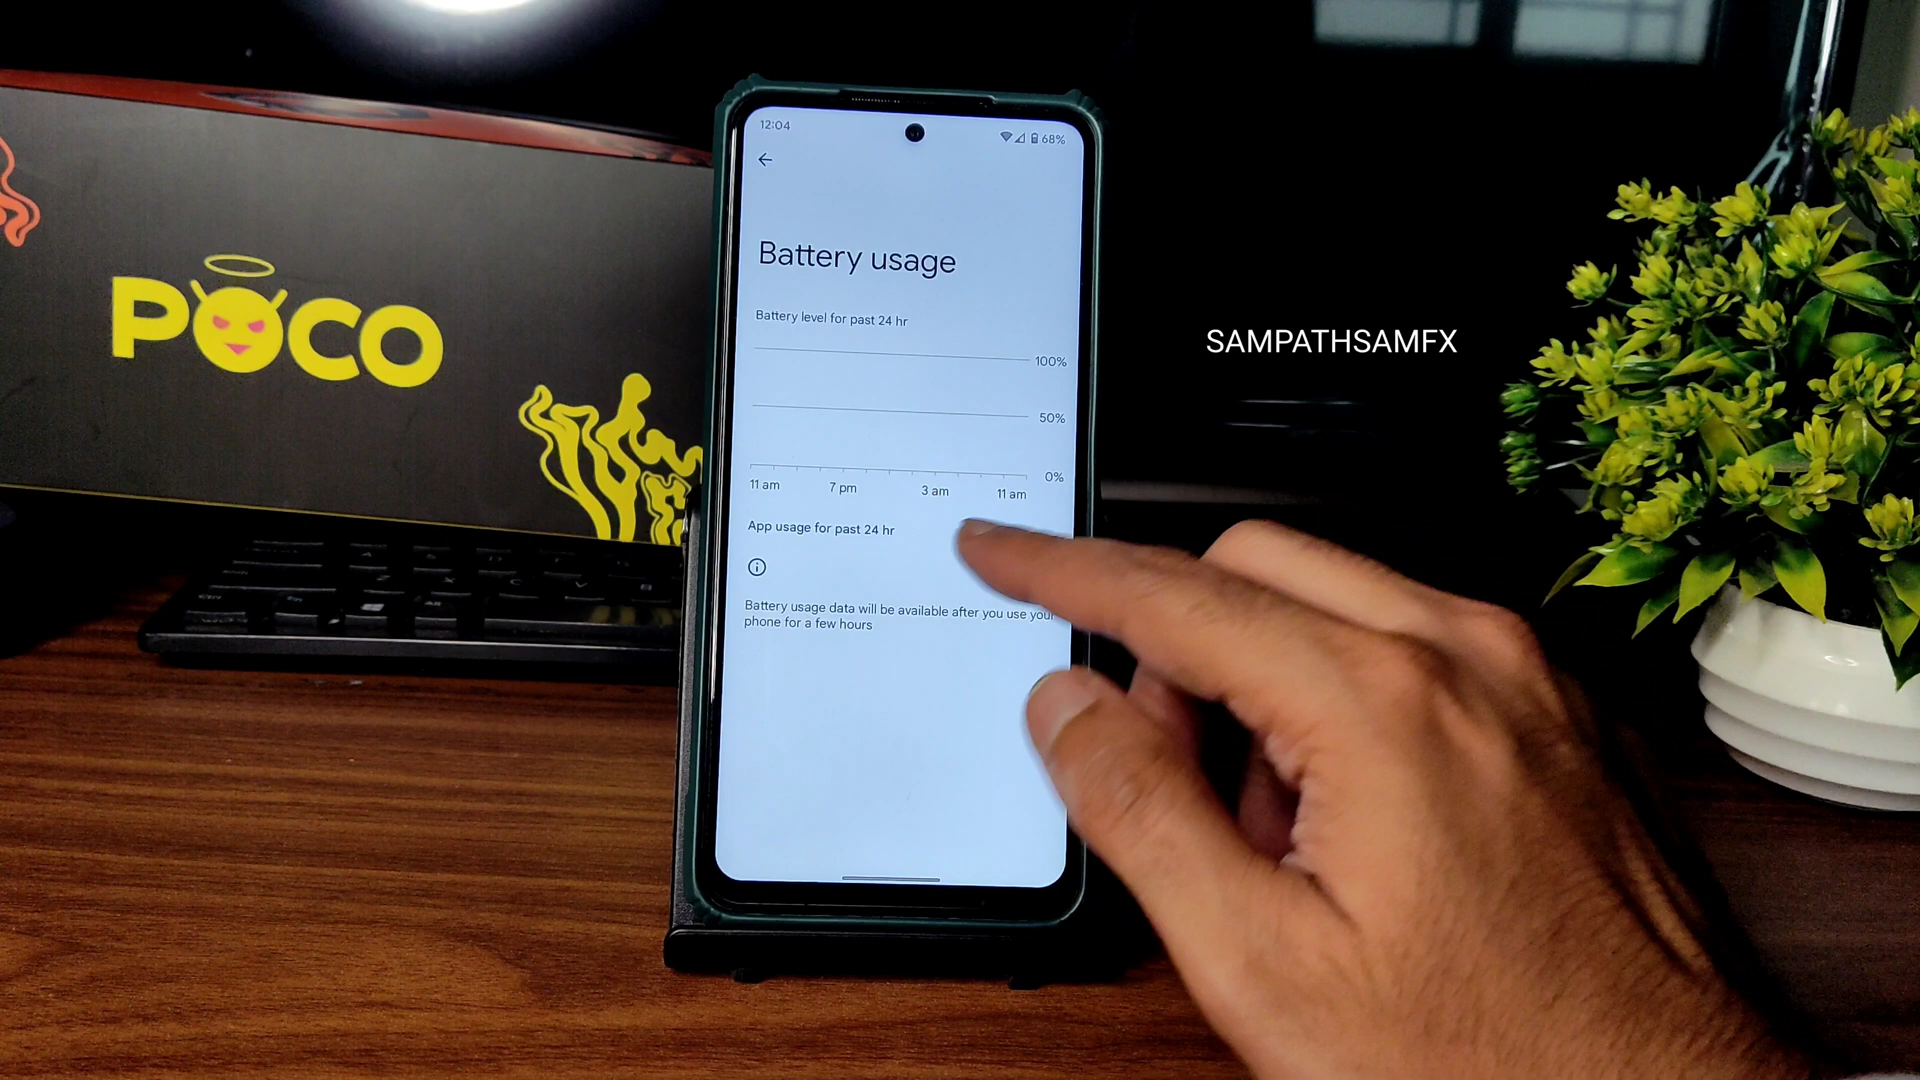 POCO
12:04
68%
Battery usage
Battery level for past 24 hr
100%
50%
0%
11 am 7 pm 3 am 11 am
App usage for past 24 hr
Battery usage data will be available after you use your
phone for a few hours
SAMPATHSAMFX